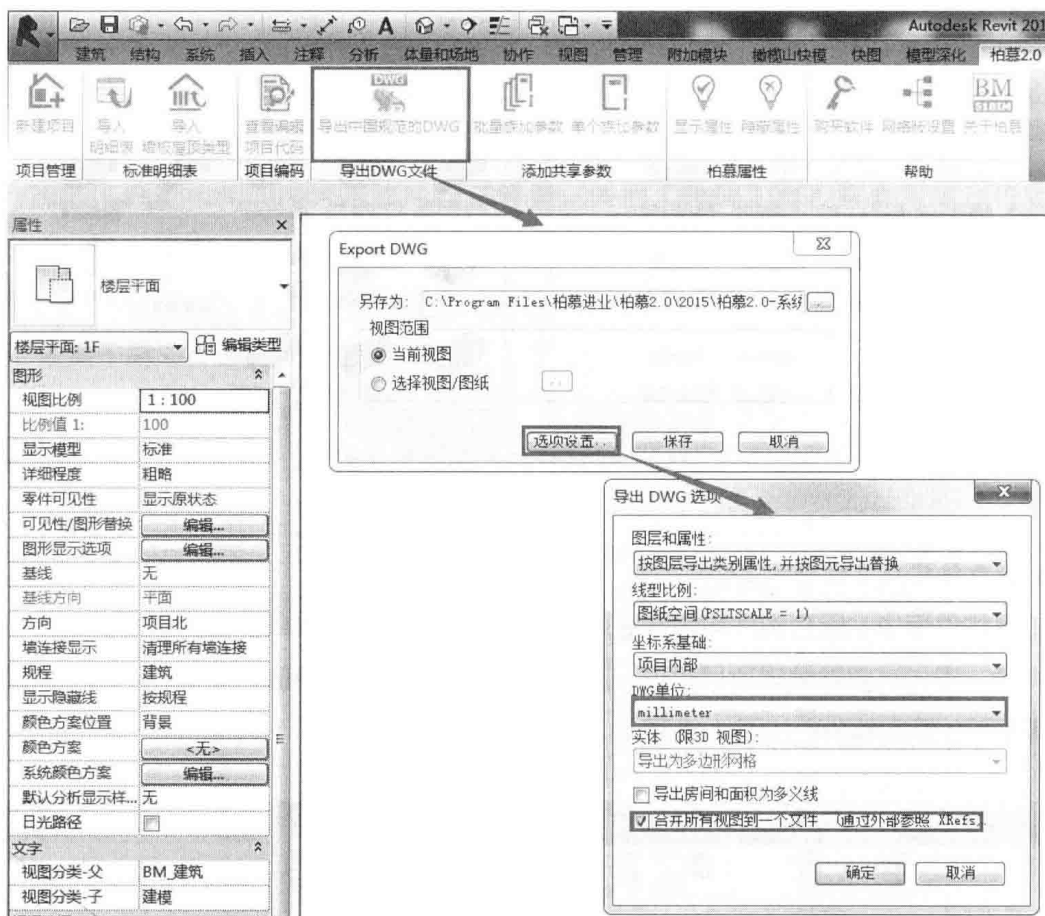 Autodesk Revit 201
建筑 结构 系统 插入 注释 分析 体量和场地 协作 视图 管理 附加模块 橄榄山快模 快图 模型深化 柏慕2.0
DWG
BM
新建项目 导入 导入 查看编辑 导出中国规范的DWG 批量添加参数 单个添加参数 显示属性 隐藏属性 购买软件 网络版设置 关于柏慕
明细表 墙板屋顶类型 项目代码
项目管理 标准明细表 项目编码 导出DWG文件 添加共享参数 柏慕属性 帮助
属性
楼层平面
楼层平面: 1F 编辑类型
图形
视图比例 1 : 100
比例值 1: 100
显示模型 标准
详细程度 粗略
零件可见性 显示原状态
可见性/图形替换 编辑...
图形显示选项 编辑...
基线 无
基线方向 平面
方向 项目北
墙连接显示 清理所有墙连接
规程 建筑
显示隐藏线 按规程
颜色方案位置 背景
颜色方案 <无>
系统颜色方案 编辑...
默认分析显示样... 无
日光路径
文字
视图分类-父 BM_建筑
视图分类-子 建模
Export DWG
另存为: C:\Program Files\柏慕进业\柏慕2.0\2015\柏慕2.0-系统 ...
视图范围
当前视图
选择视图/图纸 ...
选项设置.. 保存 取消
导出 DWG 选项
图层和属性:
按图层导出类别属性,并按图元导出替换
线型比例:
图纸空间(PSLTSCALE = 1)
坐标系基础:
项目内部
DWG单位:
millimeter
实体 (限3D 视图):
导出为多边形网格
导出房间和面积为多义线
合并所有视图到一个文件 (通过外部参照 XRefs)
确定 取消